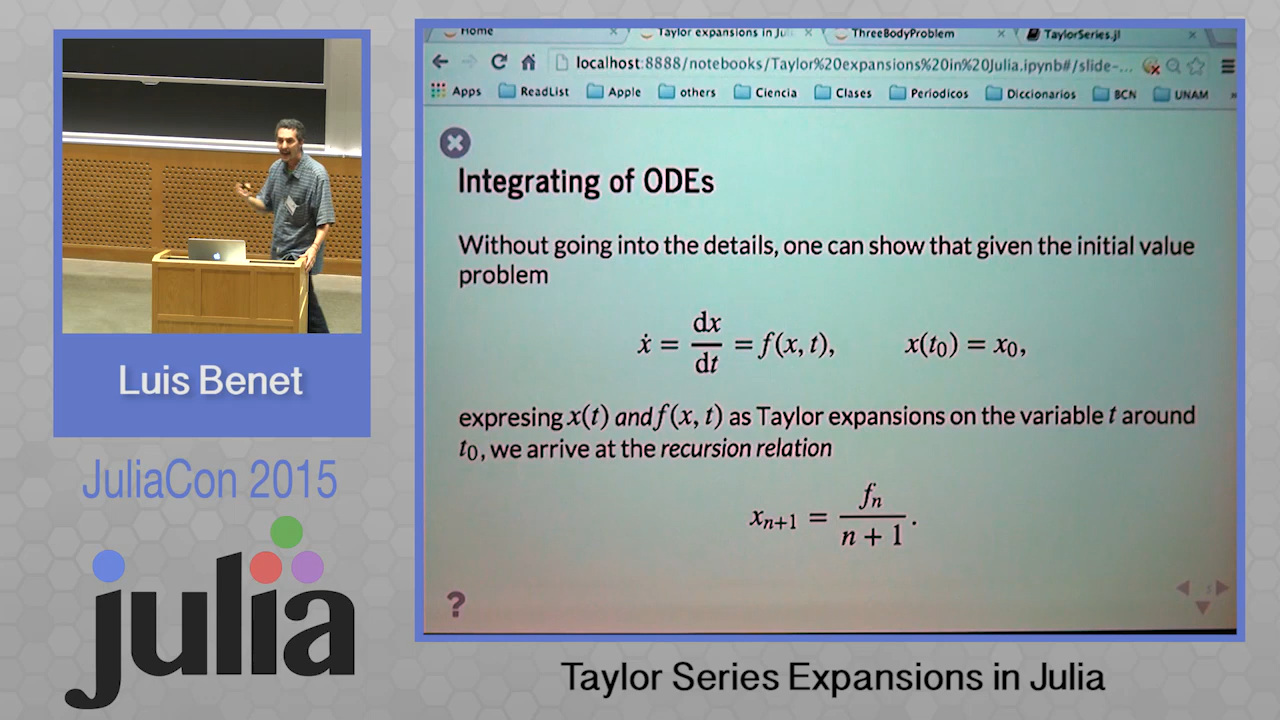 Home
Taylor expansions in Juli
ThreeBodyProblem
TaylorSeries.jl
localhost:8888/notebooks/Taylor%20expansions%20in%20Julia.ipynb#/slide-...
Apps
ReadList
Apple
others
Ciencia
Clases
Periodicos
Diccionarios
BCN
UNAM
»
Integrating of ODEs
Without going into the details, one can show that given the initial value
problem
ẋ = dx/dt = f(x, t), x(t₀) = x₀,
expresing x(t) and f(x, t) as Taylor expansions on the variable t around
t₀, we arrive at the recursion relation
xₙ₊₁ = fₙ/(n + 1).
?
Luis Benet
JuliaCon 2015
julia
Taylor Series Expansions in Julia